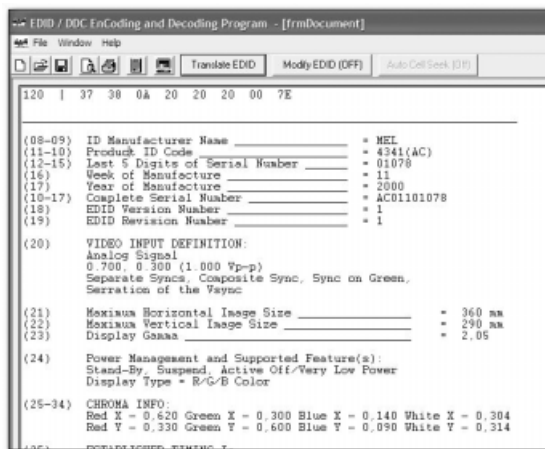 EDID / DDC EnCoding and Decoding Program - [frmDocument]
File Window Help
Translate EDID Modify EDID (OFF) Auto Cell Seek (Off)
120 | 37 38 0A 20 20 20 00 7E
(08-09) ID Manufacturer Name = MEL
(11-10) Product ID Code = 4341(AC)
(12-15) Last 5 Digits of Serial Number = 01078
(16) Week of Manufacture = 11
(17) Year of Manufacture = 2000
(10-17) Complete Serial Number = AC01101078
(18) EDID Version Number = 1
(19) EDID Revision Number = 1
(20) VIDEO INPUT DEFINITION:
Analog Signal
0.700, 0.300 (1.000 Vp-p)
Separate Syncs, Composite Sync, Sync on Green,
Serration of the Vsync
(21) Maximum Horizontal Image Size = 360 mm
(22) Maximum Vertical Image Size = 290 mm
(23) Display Gamma = 2.05
(24) Power Management and Supported Feature(s):
Stand-By, Suspend, Active Off/Very Low Power
Display Type = R/G/B Color
(25-34) CHROMA INFO:
Red X - 0.620 Green X - 0.300 Blue X - 0.140 White X - 0.304
Red Y - 0.330 Green Y - 0.600 Blue Y - 0.090 White Y - 0.314